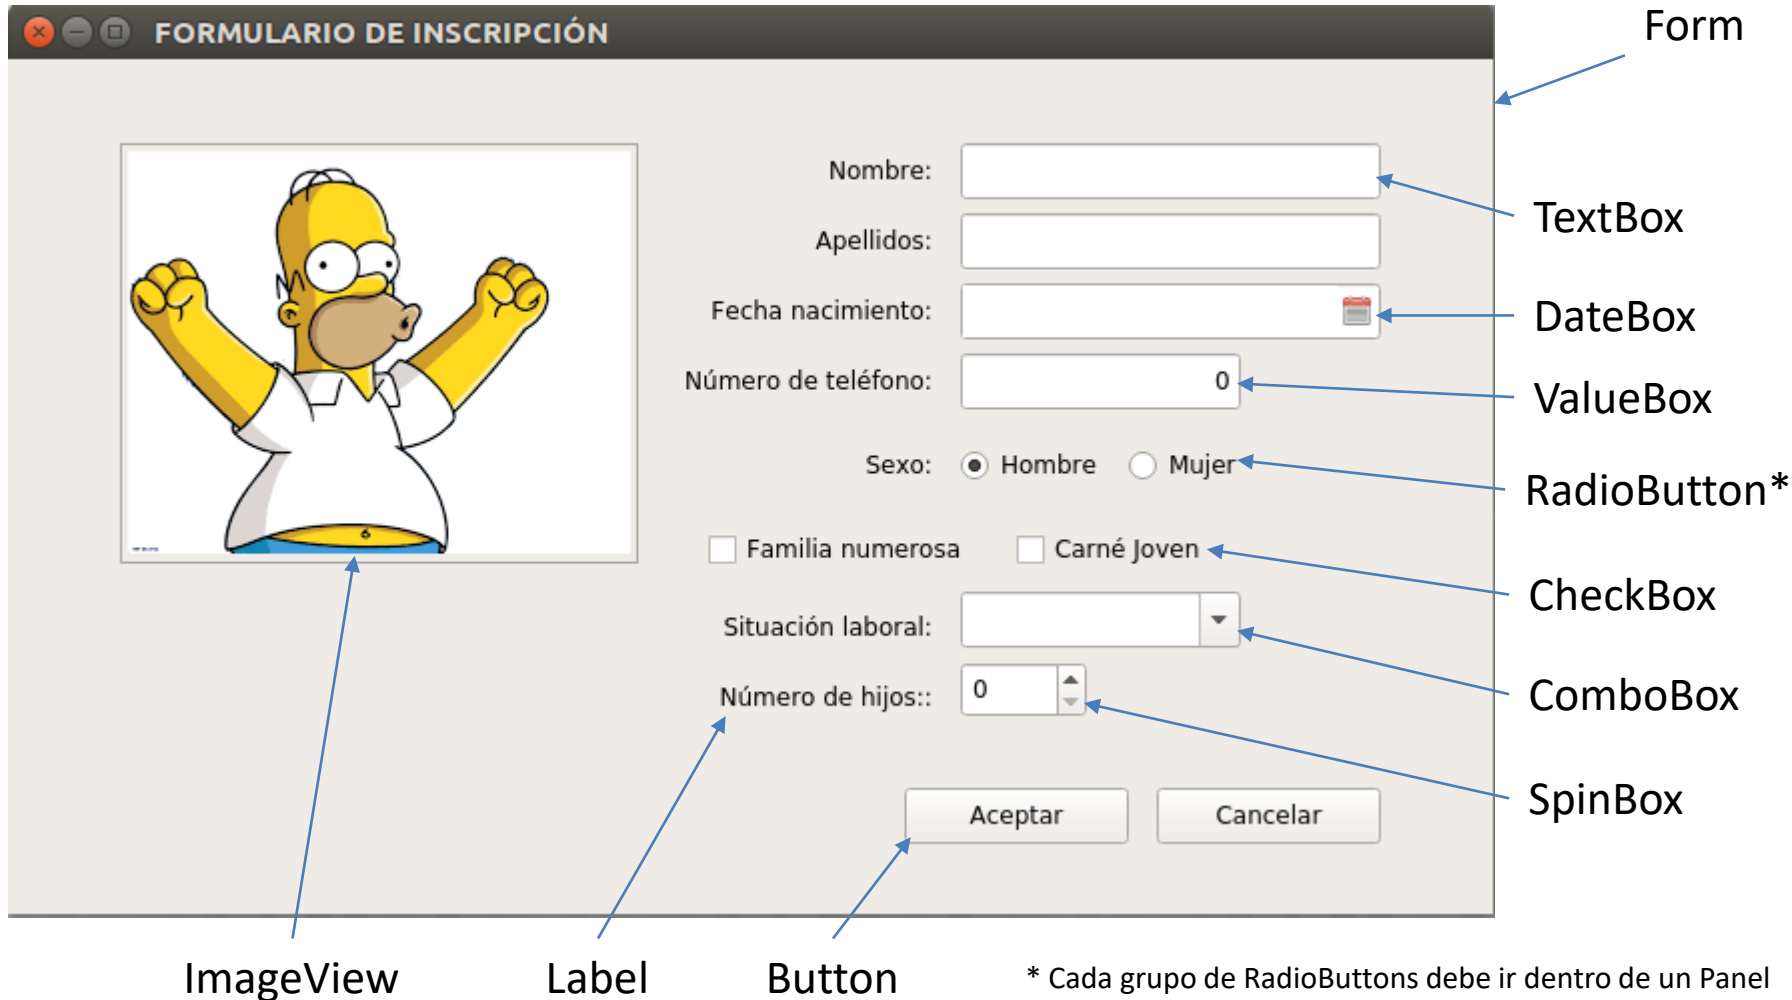 FORMULARIO DE INSCRIPCIÓN
Form
Nombre:
TextBox
Apellidos:
Fecha nacimiento:
DateBox
Número de teléfono:
0
ValueBox
Sexo:
Hombre
Mujer
RadioButton*
Familia numerosa
Carné Joven
CheckBox
Situación laboral:
ComboBox
Número de hijos::
0
SpinBox
Aceptar
Cancelar
ImageView
Label
Button
* Cada grupo de RadioButtons debe ir dentro de un Panel